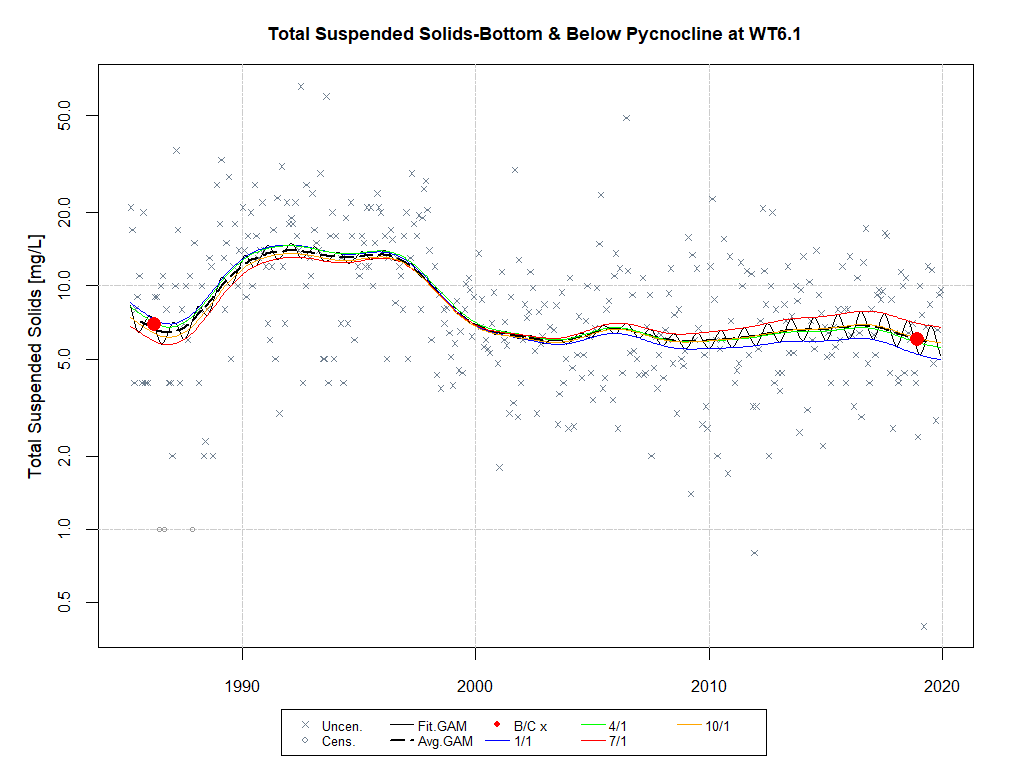 Total Suspended Solids-Bottom & Below Pycnocline at WT6.1
Total Suspended Solids [mg/L]
50.0
20.0
10.0
5.0
2.0
1.0
0.5
1990 2000 2010 2020
Uncen. Fit.GAM B/C x 4/1 10/1
Cens. Avg.GAM 1/1 7/1